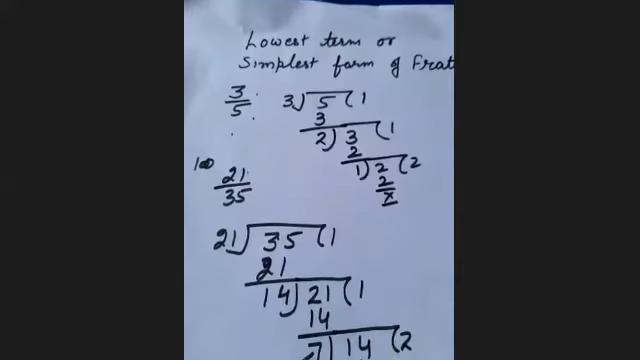 Lowest term or
Simplest form of Frat
3/5
3) 5 ( 1
3
2) 3 ( 1
2
1) 2 ( 2
2
x
21/35
21) 35 ( 1
21
14) 21 ( 1
14
7) 14 ( 2